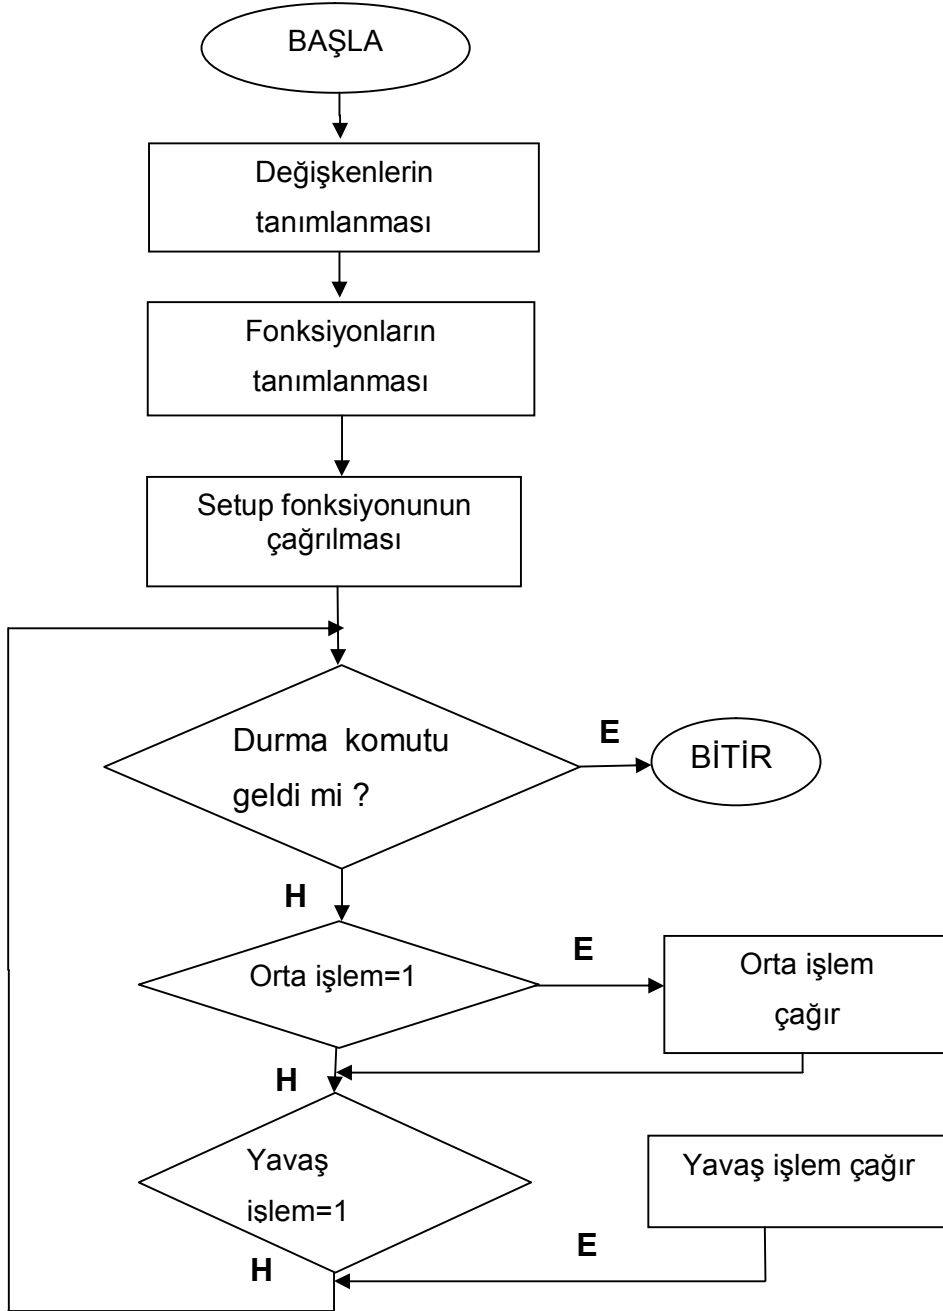 BAŞLA
Değişkenlerin
tanımlanması
Fonksiyonların
tanımlanması
Setup fonksiyonunun
çağrılması
Durma komutu
geldi mi ?
E
BİTİR
H
Orta işlem=1
E
Orta işlem
çağır
H
Yavaş
işlem=1
Yavaş işlem çağır
E
H